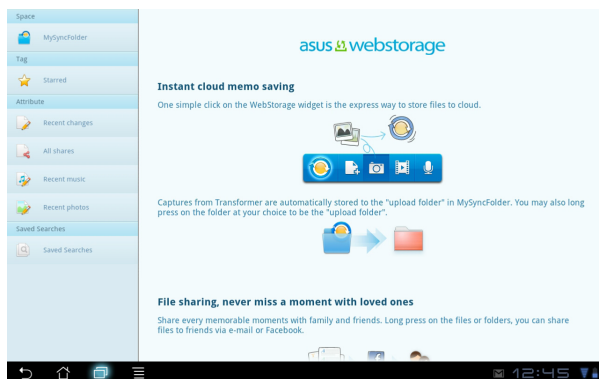 Space
MySyncFolder
Tag
Starred
Attribute
Recent changes
All shares
Recent music
Recent photos
Saved Searches
Saved Searches
asus webstorage
Instant cloud memo saving
One simple click on the WebStorage widget is the express way to store files to cloud.
Captures from Transformer are automatically stored to the "upload folder" in MySyncFolder. You may also long
press on the folder at your choice to be the "upload folder".
File sharing, never miss a moment with loved ones
Share every memorable moments with family and friends. Long press on the files or folders, you can share
files to friends via e-mail or Facebook.
12:45